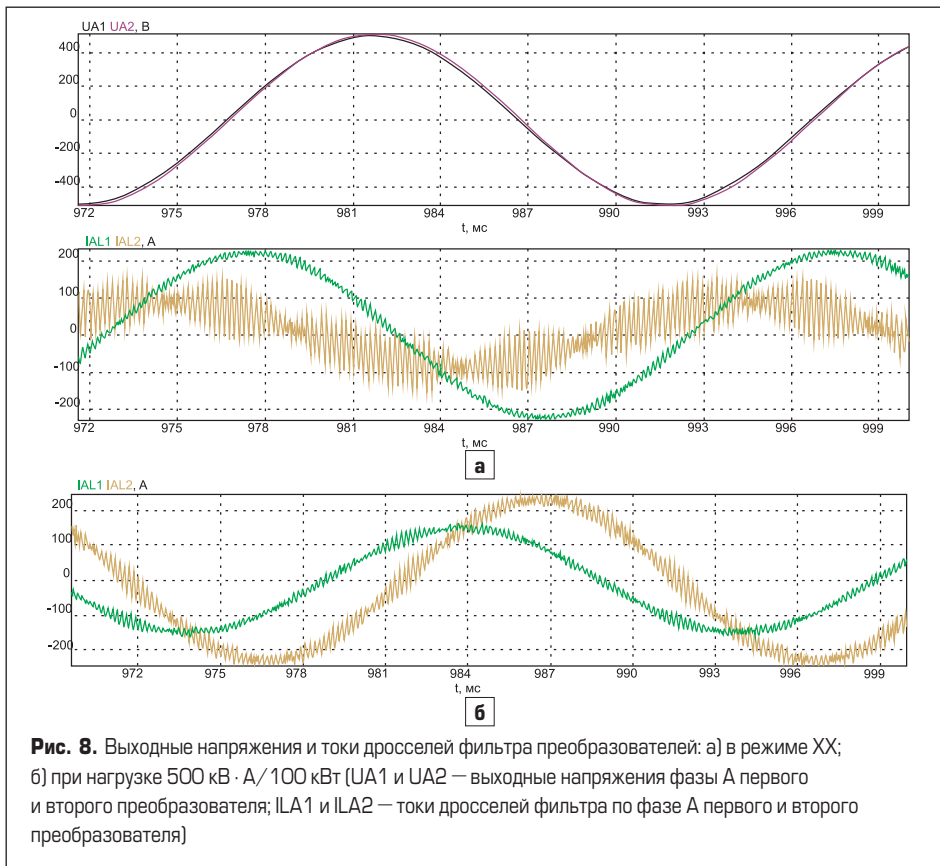 UA1 UA2, В
400
200
0
-200
-400
972 975 978 981 984 987 990 993 996 999
t, мс
IAL1 IAL2, А
200
100
0
-100
-200
972 975 978 981 984 987 990 993 996 999
t, мс
а
IAL1 IAL2, А
200
100
0
-100
-200
972 975 978 981 984 987 990 993 996 999
t, мс
б
Рис. 8. Выходные напряжения и токи дросселей фильтра преобразователей: а) в режиме ХХ;
б) при нагрузке 500 кВ · А/100 кВт (UA1 и UA2 — выходные напряжения фазы А первого
и второго преобразователя; ILA1 и ILA2 — токи дросселей фильтра по фазе А первого и второго
преобразователя)